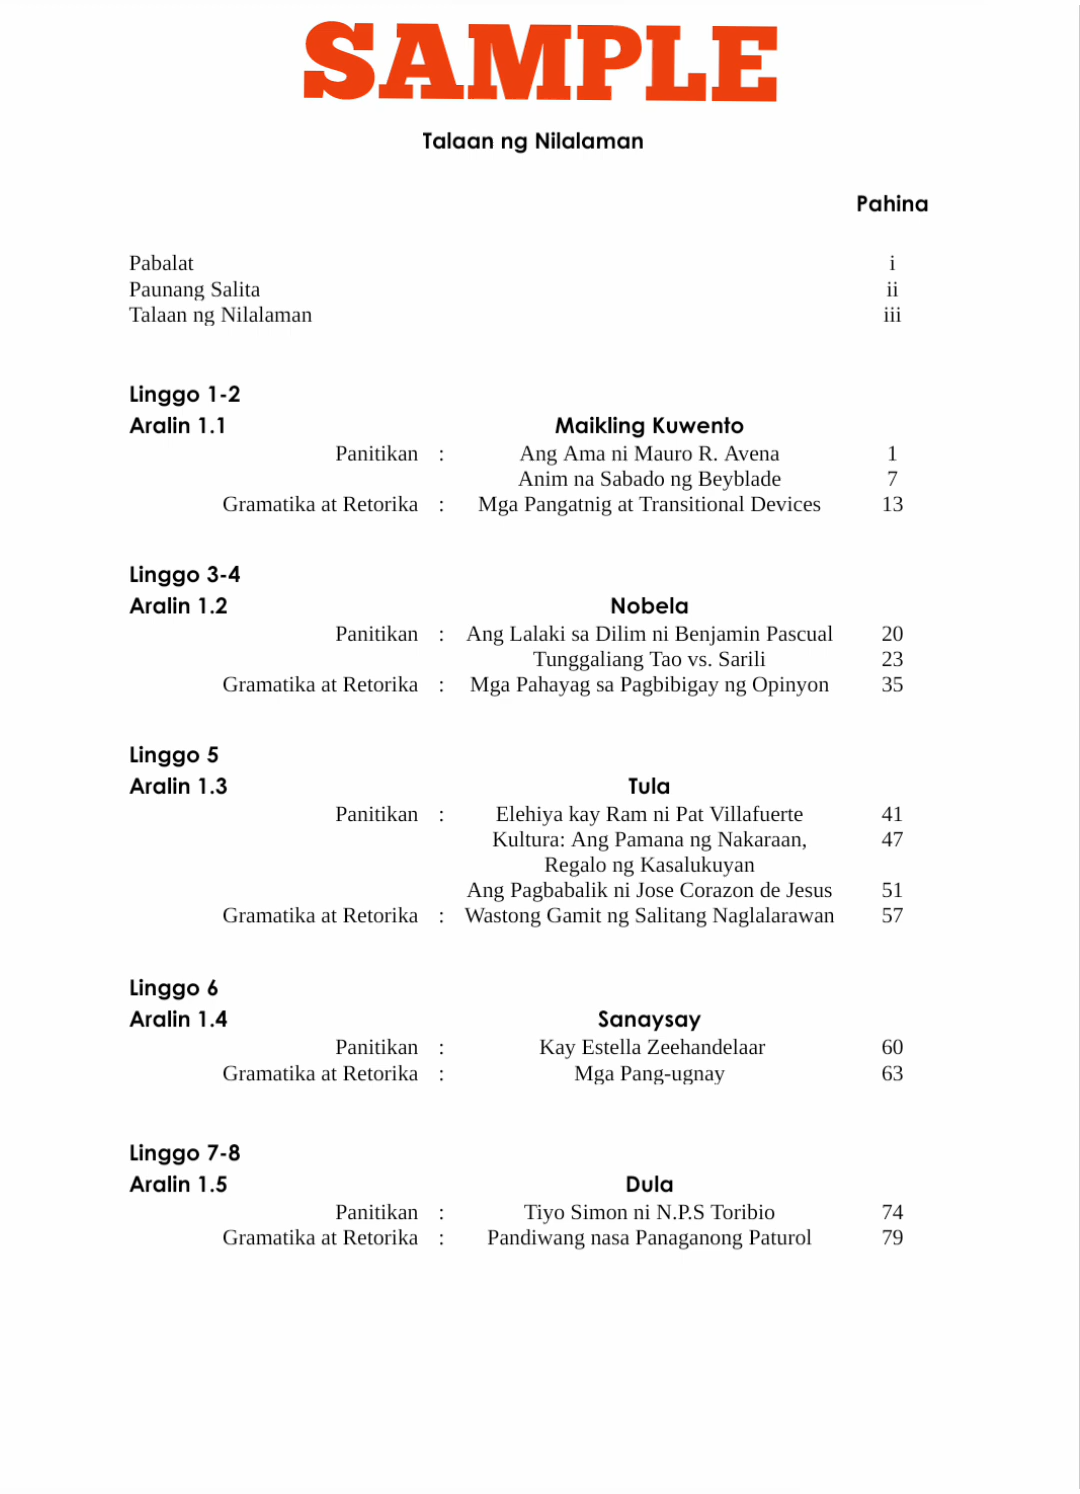 SAMPLE
Talaan ng Nilalaman
Pahina
Pabalat i
Paunang Salita ii
Talaan ng Nilalaman iii
Linggo 1-2
Aralin 1.1 Maikling Kuwento
Panitikan : Ang Ama ni Mauro R. Avena 1
Anim na Sabado ng Beyblade 7
Gramatika at Retorika : Mga Pangatnig at Transitional Devices 13
Linggo 3-4
Aralin 1.2 Nobela
Panitikan : Ang Lalaki sa Dilim ni Benjamin Pascual 20
Tunggaliang Tao vs. Sarili 23
Gramatika at Retorika : Mga Pahayag sa Pagbibigay ng Opinyon 35
Linggo 5
Aralin 1.3 Tula
Panitikan : Elehiya kay Ram ni Pat Villafuerte 41
Kultura: Ang Pamana ng Nakaraan, 47
Regalo ng Kasalukuyan
Ang Pagbabalik ni Jose Corazon de Jesus 51
Gramatika at Retorika : Wastong Gamit ng Salitang Naglalarawan 57
Linggo 6
Aralin 1.4 Sanaysay
Panitikan : Kay Estella Zeehandelaar 60
Gramatika at Retorika : Mga Pang-ugnay 63
Linggo 7-8
Aralin 1.5 Dula
Panitikan : Tiyo Simon ni N.P.S Toribio 74
Gramatika at Retorika : Pandiwang nasa Panaganong Paturol 79